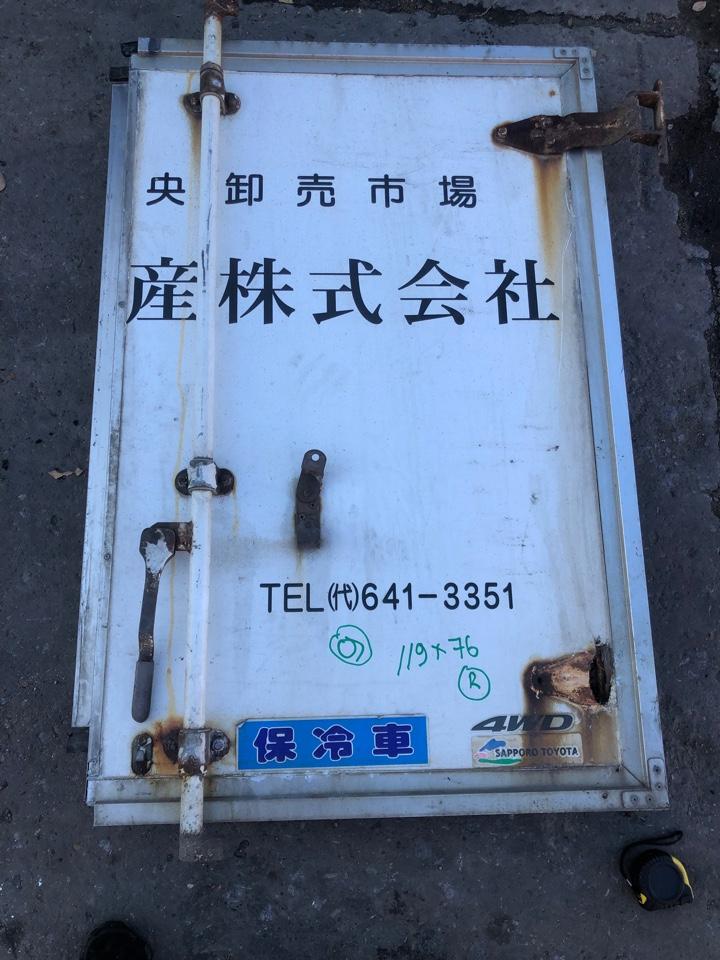 央卸売市場
産株式会社
TEL(代)641-3351
119×76
R
保冷車
4WD
SAPPORO TOYOTA